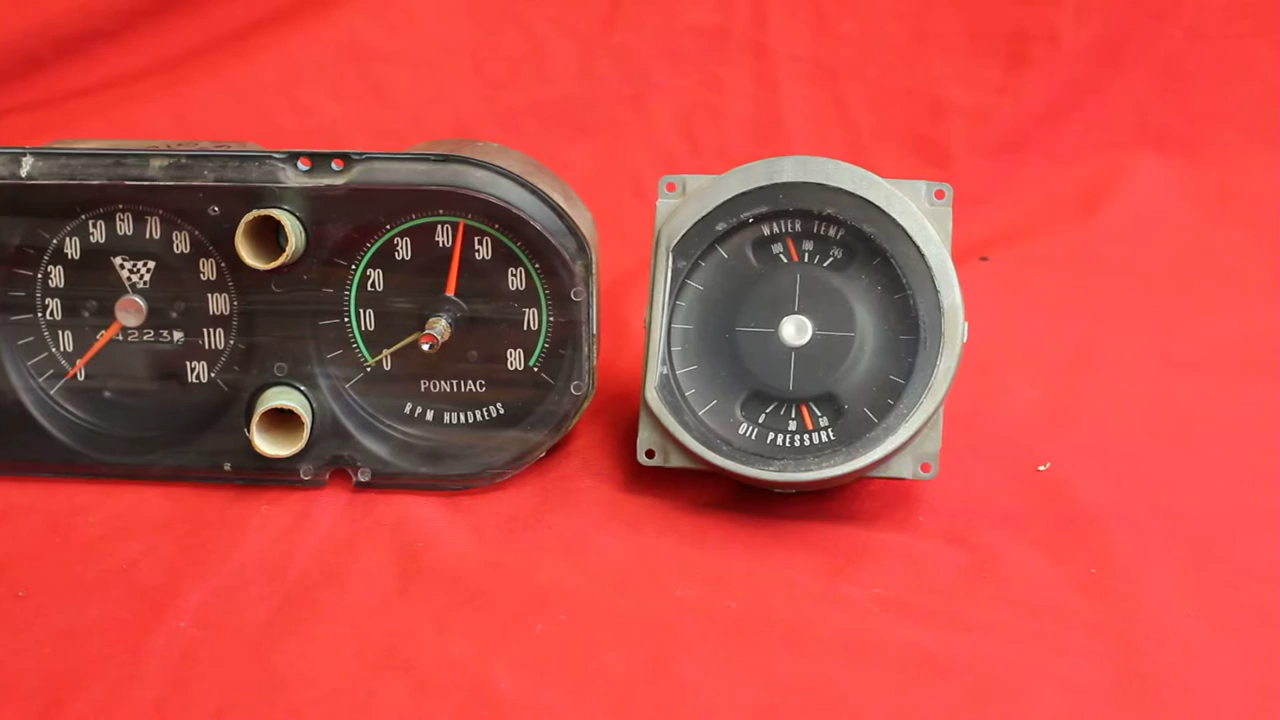 0 10 20 30 40 50 60 70 80 90 100 110 120
0 10 20 30 40 50 60 70 80
PONTIAC
RPM HUNDREDS
WATER TEMP
100 180 245
0 30 60
OIL PRESSURE